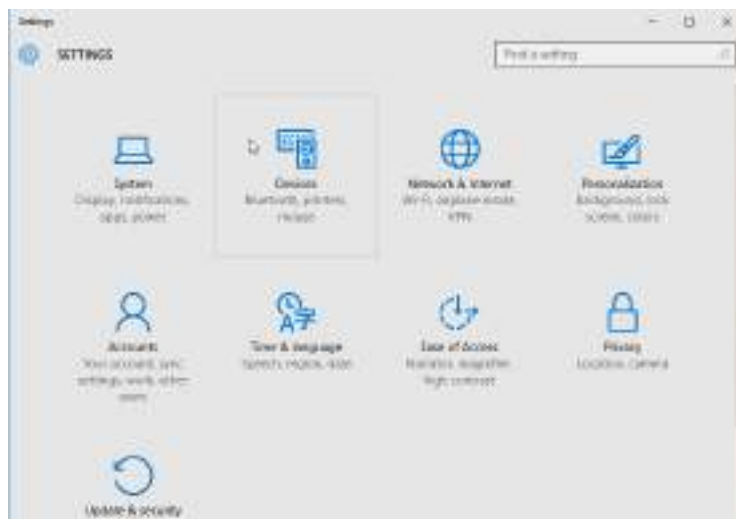 Settings
SETTINGS
Find a setting
System
Display, notifications,
apps, power
Devices
Bluetooth, printers,
mouse
Network & Internet
Wi-Fi, airplane mode,
VPN
Personalization
Background, lock
screen, colors
Accounts
Your account, sync
settings, work, other
users
Time & language
Speech, region, date
Ease of Access
Narrator, magnifier,
high contrast
Privacy
Location, camera
Update & security